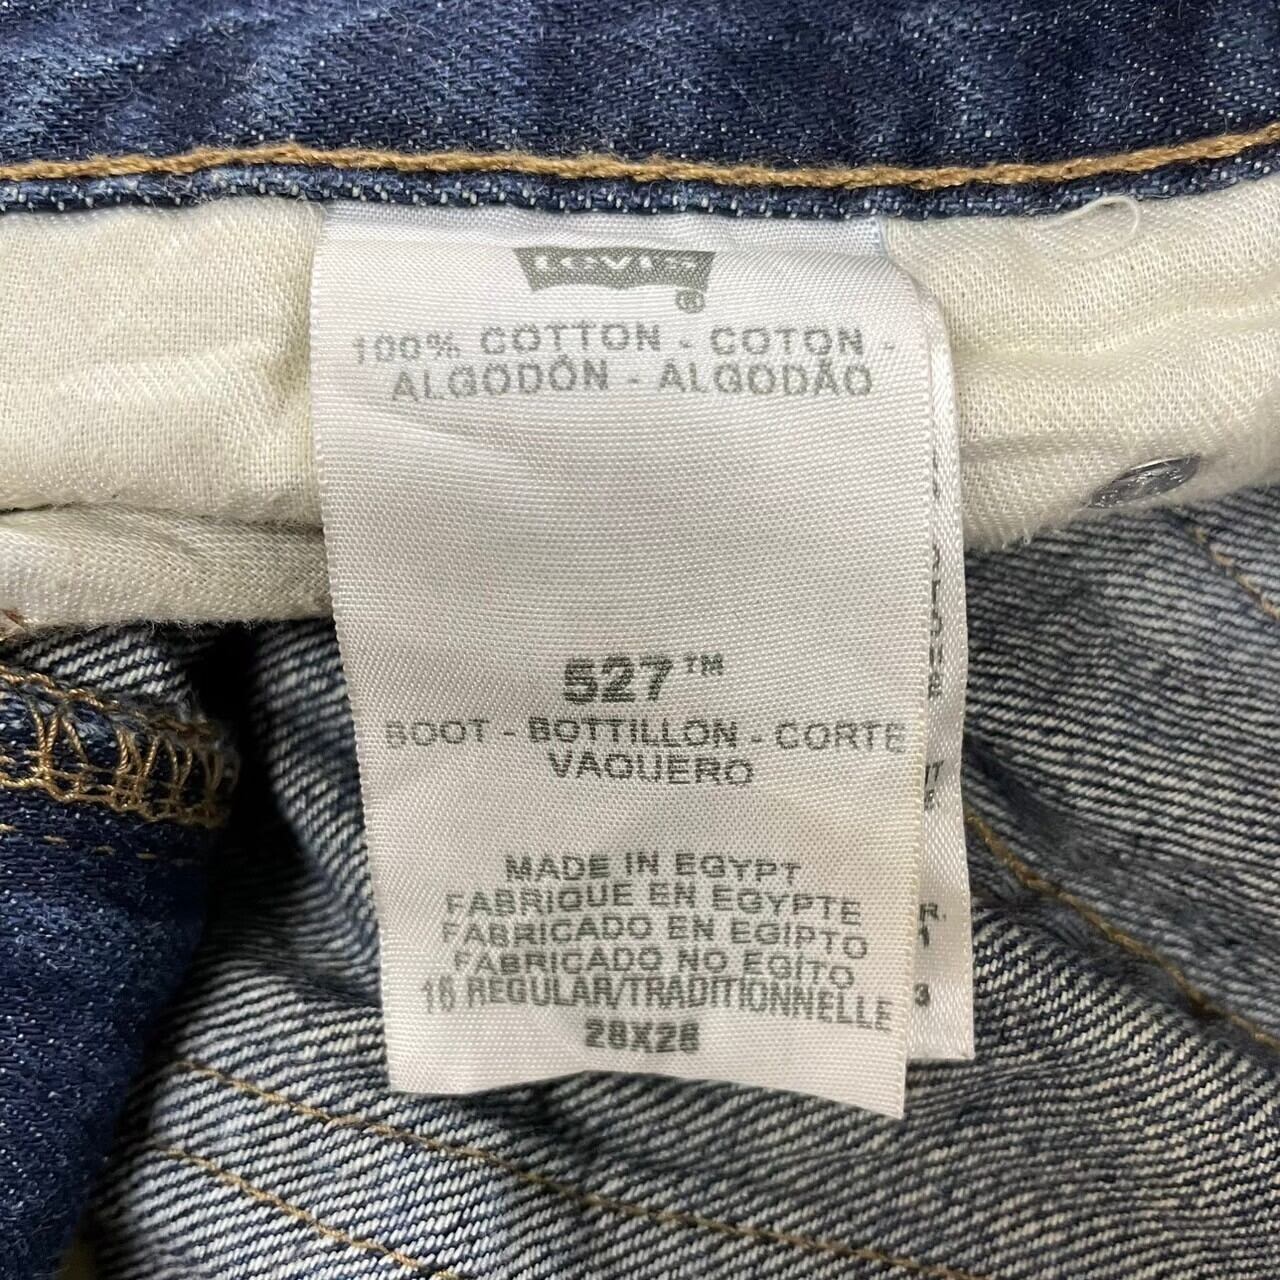 Levi's
®
100% COTTON - COTON -
ALGODÓN - ALGODÃO
527™
BOOT - BOTTILLON - CORTE
VAQUERO
MADE IN EGYPT
FABRIQUE EN EGYPTE
FABRICADO EN EGIPTO
FABRICADO NO EGITO
16 REGULAR/TRADITIONNELLE
28X28
R.
3